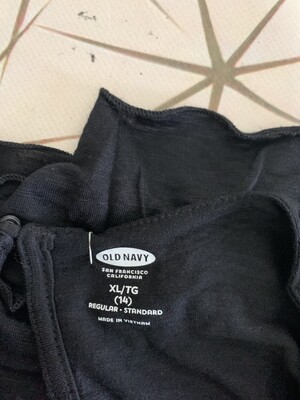 OLD NAVY
SAN FRANCISCO
CALIFORNIA
XL/TG
(14)
REGULAR • STANDARD
MADE IN VIETNAM